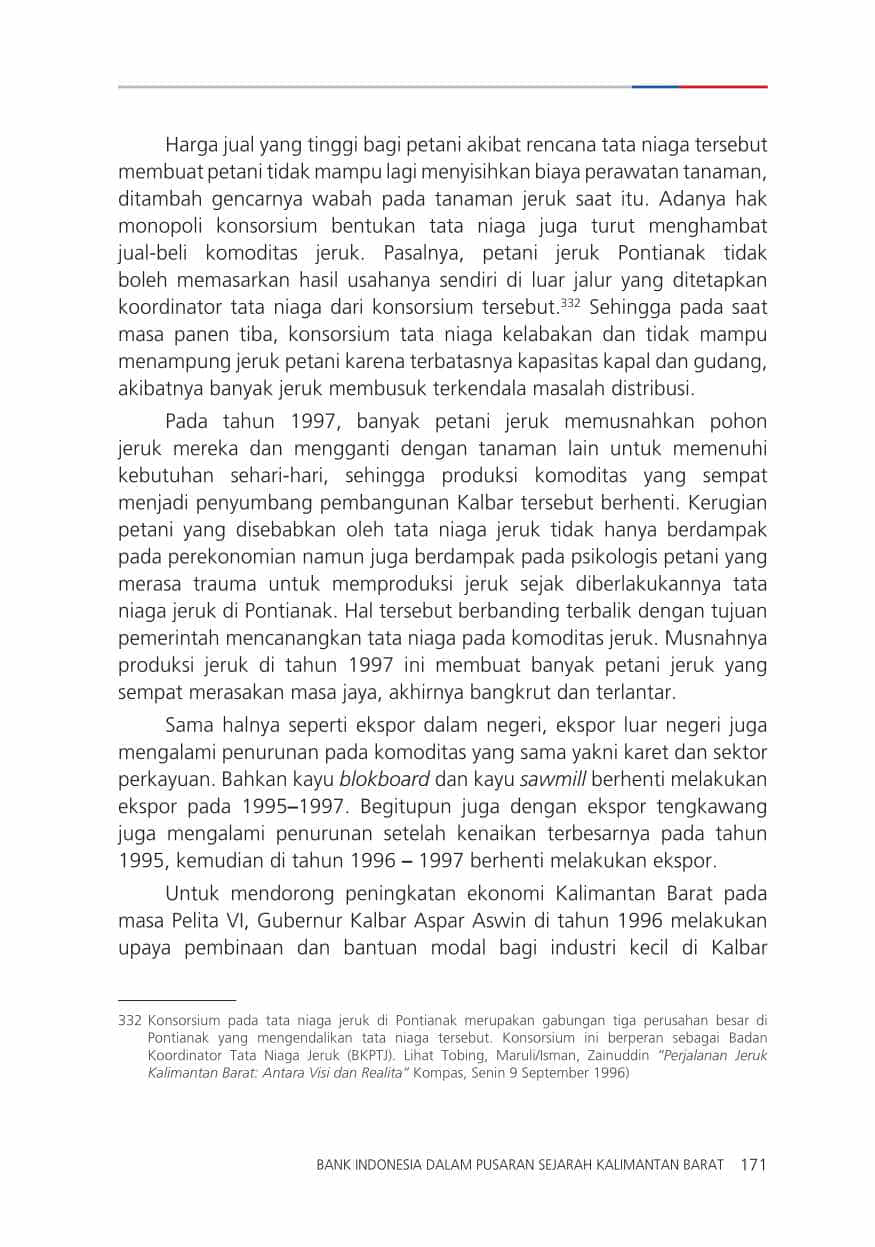 Harga jual yang tinggi bagi petani akibat rencana tata niaga tersebut
membuat petani tidak mampu lagi menyisihkan biaya perawatan tanaman,
ditambah gencarnya wabah pada tanaman jeruk saat itu. Adanya hak
monopoli konsorsium bentukan tata niaga juga turut menghambat
jual-beli komoditas jeruk. Pasalnya, petani jeruk Pontianak tidak
boleh memasarkan hasil usahanya sendiri di luar jalur yang ditetapkan
koordinator tata niaga dari konsorsium tersebut.332 Sehingga pada saat
masa panen tiba, konsorsium tata niaga kelabakan dan tidak mampu
menampung jeruk petani karena terbatasnya kapasitas kapal dan gudang,
akibatnya banyak jeruk membusuk terkendala masalah distribusi.
Pada tahun 1997, banyak petani jeruk memusnahkan pohon
jeruk mereka dan mengganti dengan tanaman lain untuk memenuhi
kebutuhan sehari-hari, sehingga produksi komoditas yang sempat
menjadi penyumbang pembangunan Kalbar tersebut berhenti. Kerugian
petani yang disebabkan oleh tata niaga jeruk tidak hanya berdampak
pada perekonomian namun juga berdampak pada psikologis petani yang
merasa trauma untuk memproduksi jeruk sejak diberlakukannya tata
niaga jeruk di Pontianak. Hal tersebut berbanding terbalik dengan tujuan
pemerintah mencanangkan tata niaga pada komoditas jeruk. Musnahnya
produksi jeruk di tahun 1997 ini membuat banyak petani jeruk yang
sempat merasakan masa jaya, akhirnya bangkrut dan terlantar.
Sama halnya seperti ekspor dalam negeri, ekspor luar negeri juga
mengalami penurunan pada komoditas yang sama yakni karet dan sektor
perkayuan. Bahkan kayu blokboard dan kayu sawmill berhenti melakukan
ekspor pada 1995–1997. Begitupun juga dengan ekspor tengkawang
juga mengalami penurunan setelah kenaikan terbesarnya pada tahun
1995, kemudian di tahun 1996 – 1997 berhenti melakukan ekspor.
Untuk mendorong peningkatan ekonomi Kalimantan Barat pada
masa Pelita VI, Gubernur Kalbar Aspar Aswin di tahun 1996 melakukan
upaya pembinaan dan bantuan modal bagi industri kecil di Kalbar
332 Konsorsium pada tata niaga jeruk di Pontianak merupakan gabungan tiga perusahan besar di
Pontianak yang mengendalikan tata niaga tersebut. Konsorsium ini berperan sebagai Badan
Koordinator Tata Niaga Jeruk (BKPTJ). Lihat Tobing, Maruli/Isman, Zainuddin "Perjalanan Jeruk
Kalimantan Barat: Antara Visi dan Realita" Kompas, Senin 9 September 1996)
BANK INDONESIA DALAM PUSARAN SEJARAH KALIMANTAN BARAT 171